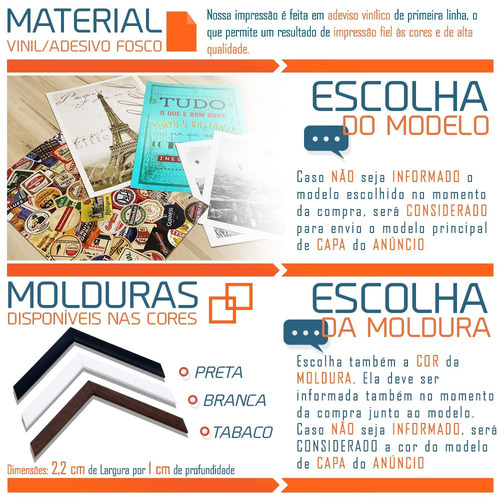 MATERIAL
VINIL/ADESIVO FOSCO
Nossa impressão é feita em adeviso vinílico de primeira linha, o
que permite um resultado de impressão fiel às cores e de alta
qualidade.
TUDO
O QUE É BOM DURA
TEMPO O BASTANTE
ESCOLHA
DO MODELO
Caso NÃO seja INFORMADO o
modelo escolhido no momento
da compra, será CONSIDERADO
para envio o modelo principal
de CAPA do ANÚNCIO
MOLDURAS
DISPONÍVEIS NAS CORES
PRETA
BRANCA
TABACO
Dimensões: 2,2 cm de Largura por 1 cm de profundidade
ESCOLHA
DA MOLDURA
Escolha também a COR da
MOLDURA. Ela deve ser
informada também no momento
da compra junto ao modelo.
Caso NÃO seja INFORMADO, será
CONSIDERADO a cor do modelo
de CAPA do ANÚNCIO